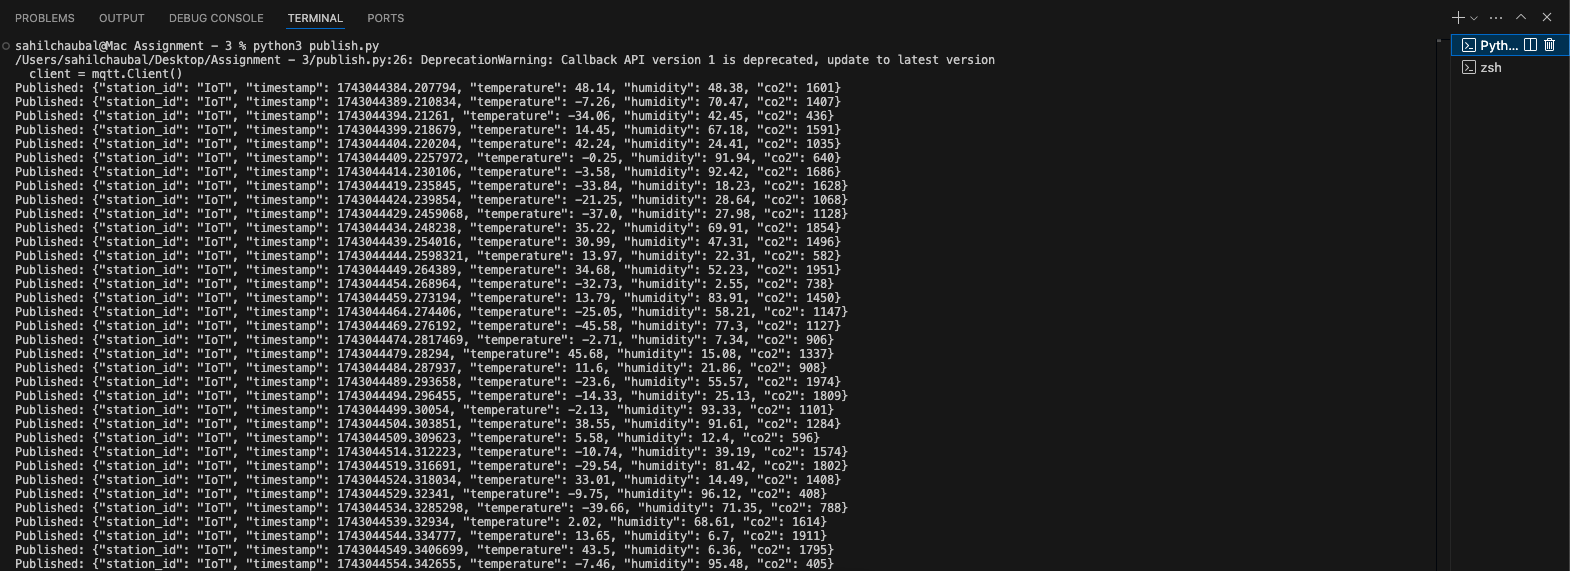 PROBLEMS OUTPUT DEBUG CONSOLE TERMINAL PORTS
sahilchaubal@Mac Assignment - 3 % python3 publish.py
/Users/sahilchaubal/Desktop/Assignment - 3/publish.py:26: DeprecationWarning: Callback API version 1 is deprecated, update to latest version
  client = mqtt.Client()
Published: {"station_id": "IoT", "timestamp": 1743044384.207794, "temperature": 48.14, "humidity": 48.38, "co2": 1601}
Published: {"station_id": "IoT", "timestamp": 1743044389.210834, "temperature": -7.26, "humidity": 70.47, "co2": 1407}
Published: {"station_id": "IoT", "timestamp": 1743044394.21261, "temperature": -34.06, "humidity": 42.45, "co2": 436}
Published: {"station_id": "IoT", "timestamp": 1743044399.218679, "temperature": 14.45, "humidity": 67.18, "co2": 1591}
Published: {"station_id": "IoT", "timestamp": 1743044404.220204, "temperature": 42.24, "humidity": 24.41, "co2": 1035}
Published: {"station_id": "IoT", "timestamp": 1743044409.2257972, "temperature": -0.25, "humidity": 91.94, "co2": 640}
Published: {"station_id": "IoT", "timestamp": 1743044414.230106, "temperature": -3.58, "humidity": 92.42, "co2": 1686}
Published: {"station_id": "IoT", "timestamp": 1743044419.235845, "temperature": -33.84, "humidity": 18.23, "co2": 1628}
Published: {"station_id": "IoT", "timestamp": 1743044424.239854, "temperature": -21.25, "humidity": 28.64, "co2": 1068}
Published: {"station_id": "IoT", "timestamp": 1743044429.2459068, "temperature": -37.0, "humidity": 27.98, "co2": 1128}
Published: {"station_id": "IoT", "timestamp": 1743044434.248238, "temperature": 35.22, "humidity": 69.91, "co2": 1854}
Published: {"station_id": "IoT", "timestamp": 1743044439.254016, "temperature": 30.99, "humidity": 47.31, "co2": 1496}
Published: {"station_id": "IoT", "timestamp": 1743044444.2598321, "temperature": 13.97, "humidity": 22.31, "co2": 582}
Published: {"station_id": "IoT", "timestamp": 1743044449.264389, "temperature": 34.68, "humidity": 52.23, "co2": 1951}
Published: {"station_id": "IoT", "timestamp": 1743044454.268964, "temperature": -32.73, "humidity": 2.55, "co2": 738}
Published: {"station_id": "IoT", "timestamp": 1743044459.273194, "temperature": 13.79, "humidity": 83.91, "co2": 1450}
Published: {"station_id": "IoT", "timestamp": 1743044464.274406, "temperature": -25.05, "humidity": 58.21, "co2": 1147}
Published: {"station_id": "IoT", "timestamp": 1743044469.276192, "temperature": -45.58, "humidity": 77.3, "co2": 1127}
Published: {"station_id": "IoT", "timestamp": 1743044474.2817469, "temperature": -2.71, "humidity": 7.34, "co2": 906}
Published: {"station_id": "IoT", "timestamp": 1743044479.28294, "temperature": 45.68, "humidity": 15.08, "co2": 1337}
Published: {"station_id": "IoT", "timestamp": 1743044484.287937, "temperature": 11.6, "humidity": 21.86, "co2": 908}
Published: {"station_id": "IoT", "timestamp": 1743044489.293658, "temperature": -23.6, "humidity": 55.57, "co2": 1974}
Published: {"station_id": "IoT", "timestamp": 1743044494.296455, "temperature": -14.33, "humidity": 25.13, "co2": 1809}
Published: {"station_id": "IoT", "timestamp": 1743044499.30054, "temperature": -2.13, "humidity": 93.33, "co2": 1101}
Published: {"station_id": "IoT", "timestamp": 1743044504.303851, "temperature": 38.55, "humidity": 91.61, "co2": 1284}
Published: {"station_id": "IoT", "timestamp": 1743044509.309623, "temperature": 5.58, "humidity": 12.4, "co2": 596}
Published: {"station_id": "IoT", "timestamp": 1743044514.312223, "temperature": -10.74, "humidity": 39.19, "co2": 1574}
Published: {"station_id": "IoT", "timestamp": 1743044519.316691, "temperature": -29.54, "humidity": 81.42, "co2": 1802}
Published: {"station_id": "IoT", "timestamp": 1743044524.318034, "temperature": 33.01, "humidity": 14.49, "co2": 1408}
Published: {"station_id": "IoT", "timestamp": 1743044529.32341, "temperature": -9.75, "humidity": 96.12, "co2": 408}
Published: {"station_id": "IoT", "timestamp": 1743044534.3285298, "temperature": -39.66, "humidity": 71.35, "co2": 788}
Published: {"station_id": "IoT", "timestamp": 1743044539.32934, "temperature": 2.02, "humidity": 68.61, "co2": 1614}
Published: {"station_id": "IoT", "timestamp": 1743044544.334777, "temperature": 13.65, "humidity": 6.7, "co2": 1911}
Published: {"station_id": "IoT", "timestamp": 1743044549.3406699, "temperature": 43.5, "humidity": 6.36, "co2": 1795}
Published: {"station_id": "IoT", "timestamp": 1743044554.342655, "temperature": -7.46, "humidity": 95.48, "co2": 405}
Pyth...
zsh